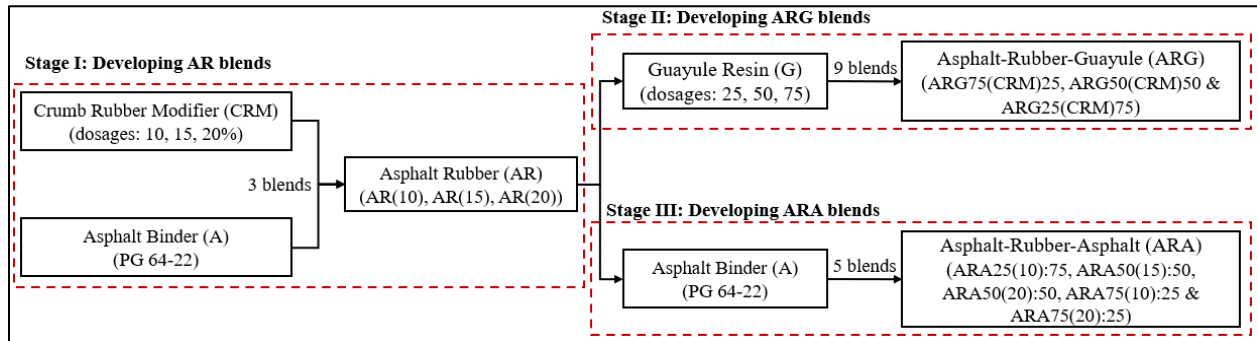 Stage I: Developing AR blends
Crumb Rubber Modifier (CRM)
(dosages: 10, 15, 20%)
3 blends
Asphalt Binder (A)
(PG 64-22)
Asphalt Rubber (AR)
(AR(10), AR(15), AR(20))
Stage II: Developing ARG blends
Guayule Resin (G)
(dosages: 25, 50, 75)
9 blends
Asphalt-Rubber-Guayule (ARG)
(ARG75(CRM)25, ARG50(CRM)50 &
ARG25(CRM)75)
Stage III: Developing ARA blends
Asphalt Binder (A)
(PG 64-22)
5 blends
Asphalt-Rubber-Asphalt (ARA)
(ARA25(10):75, ARA50(15):50,
ARA50(20):50, ARA75(10):25 &
ARA75(20):25)